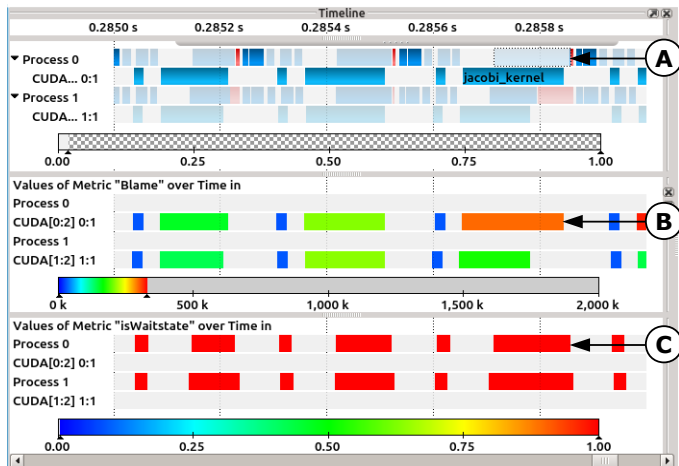 Timeline
0.2850 s 0.2852 s 0.2854 s 0.2856 s 0.2858 s
Process 0
A
CUDA... 0:1
jacobi_kernel
Process 1
CUDA... 1:1
0.00 0.25 0.50 0.75 1.00
Values of Metric "Blame" over Time in
Process 0
CUDA[0:2] 0:1
B
Process 1
CUDA[1:2] 1:1
0 k 500 k 1,000 k 1,500 k 2,000 k
Values of Metric "isWaitstate" over Time in
Process 0
C
CUDA[0:2] 0:1
Process 1
CUDA[1:2] 1:1
0.00 0.25 0.50 0.75 1.00